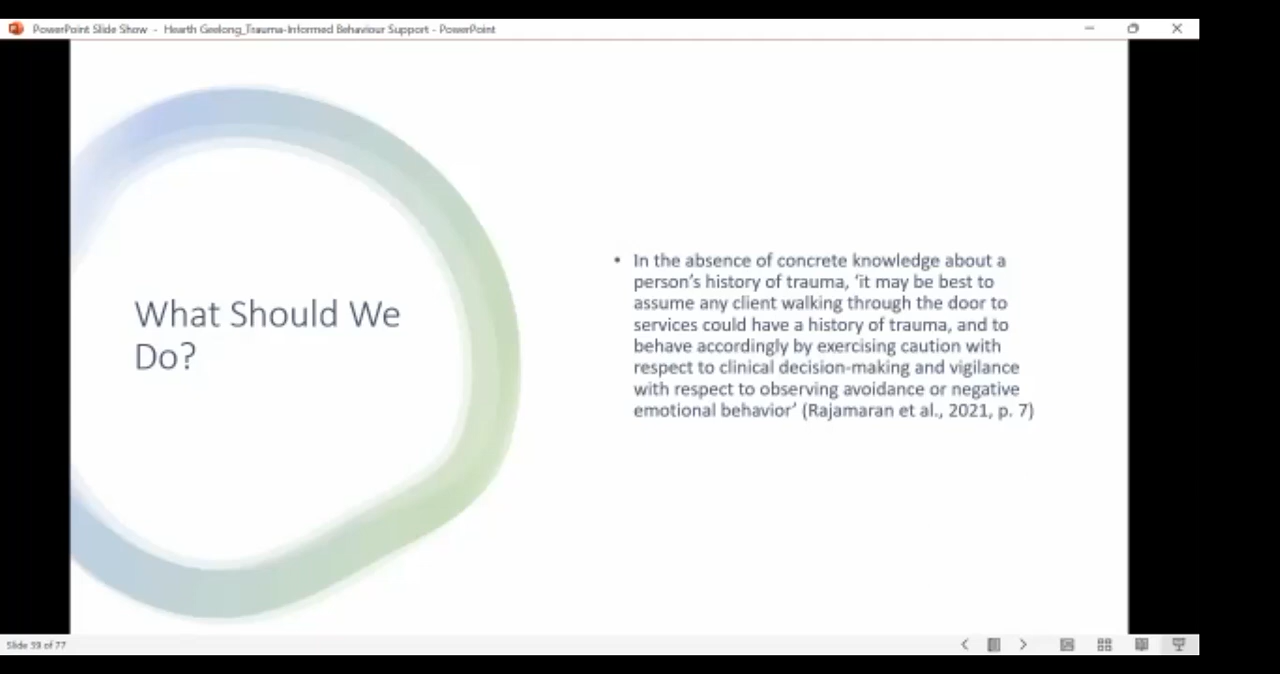 PowerPoint Slide Show - Hearth Geelong_Trauma-Informed Behaviour Support - PowerPoint
What Should We
Do?
• In the absence of concrete knowledge about a
person's history of trauma, 'it may be best to
assume any client walking through the door to
services could have a history of trauma, and to
behave accordingly by exercising caution with
respect to clinical decision-making and vigilance
with respect to observing avoidance or negative
emotional behavior' (Rajamaran et al., 2021, p. 7)
Slide 39 of 77